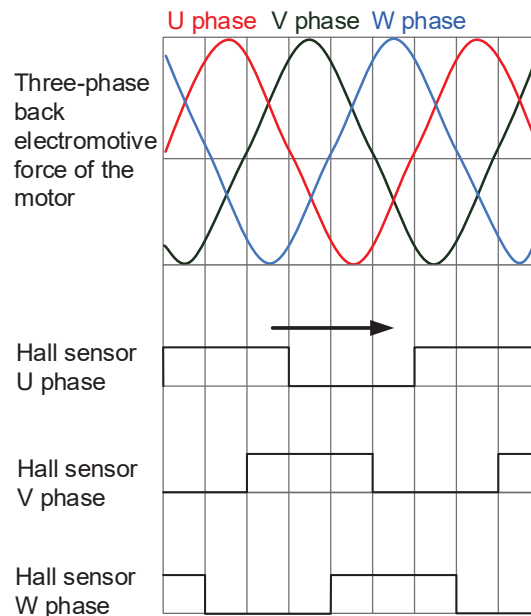 U phase V phase W phase
Three-phase
back
electromotive
force of the
motor
Hall sensor
U phase
Hall sensor
V phase
Hall sensor
W phase